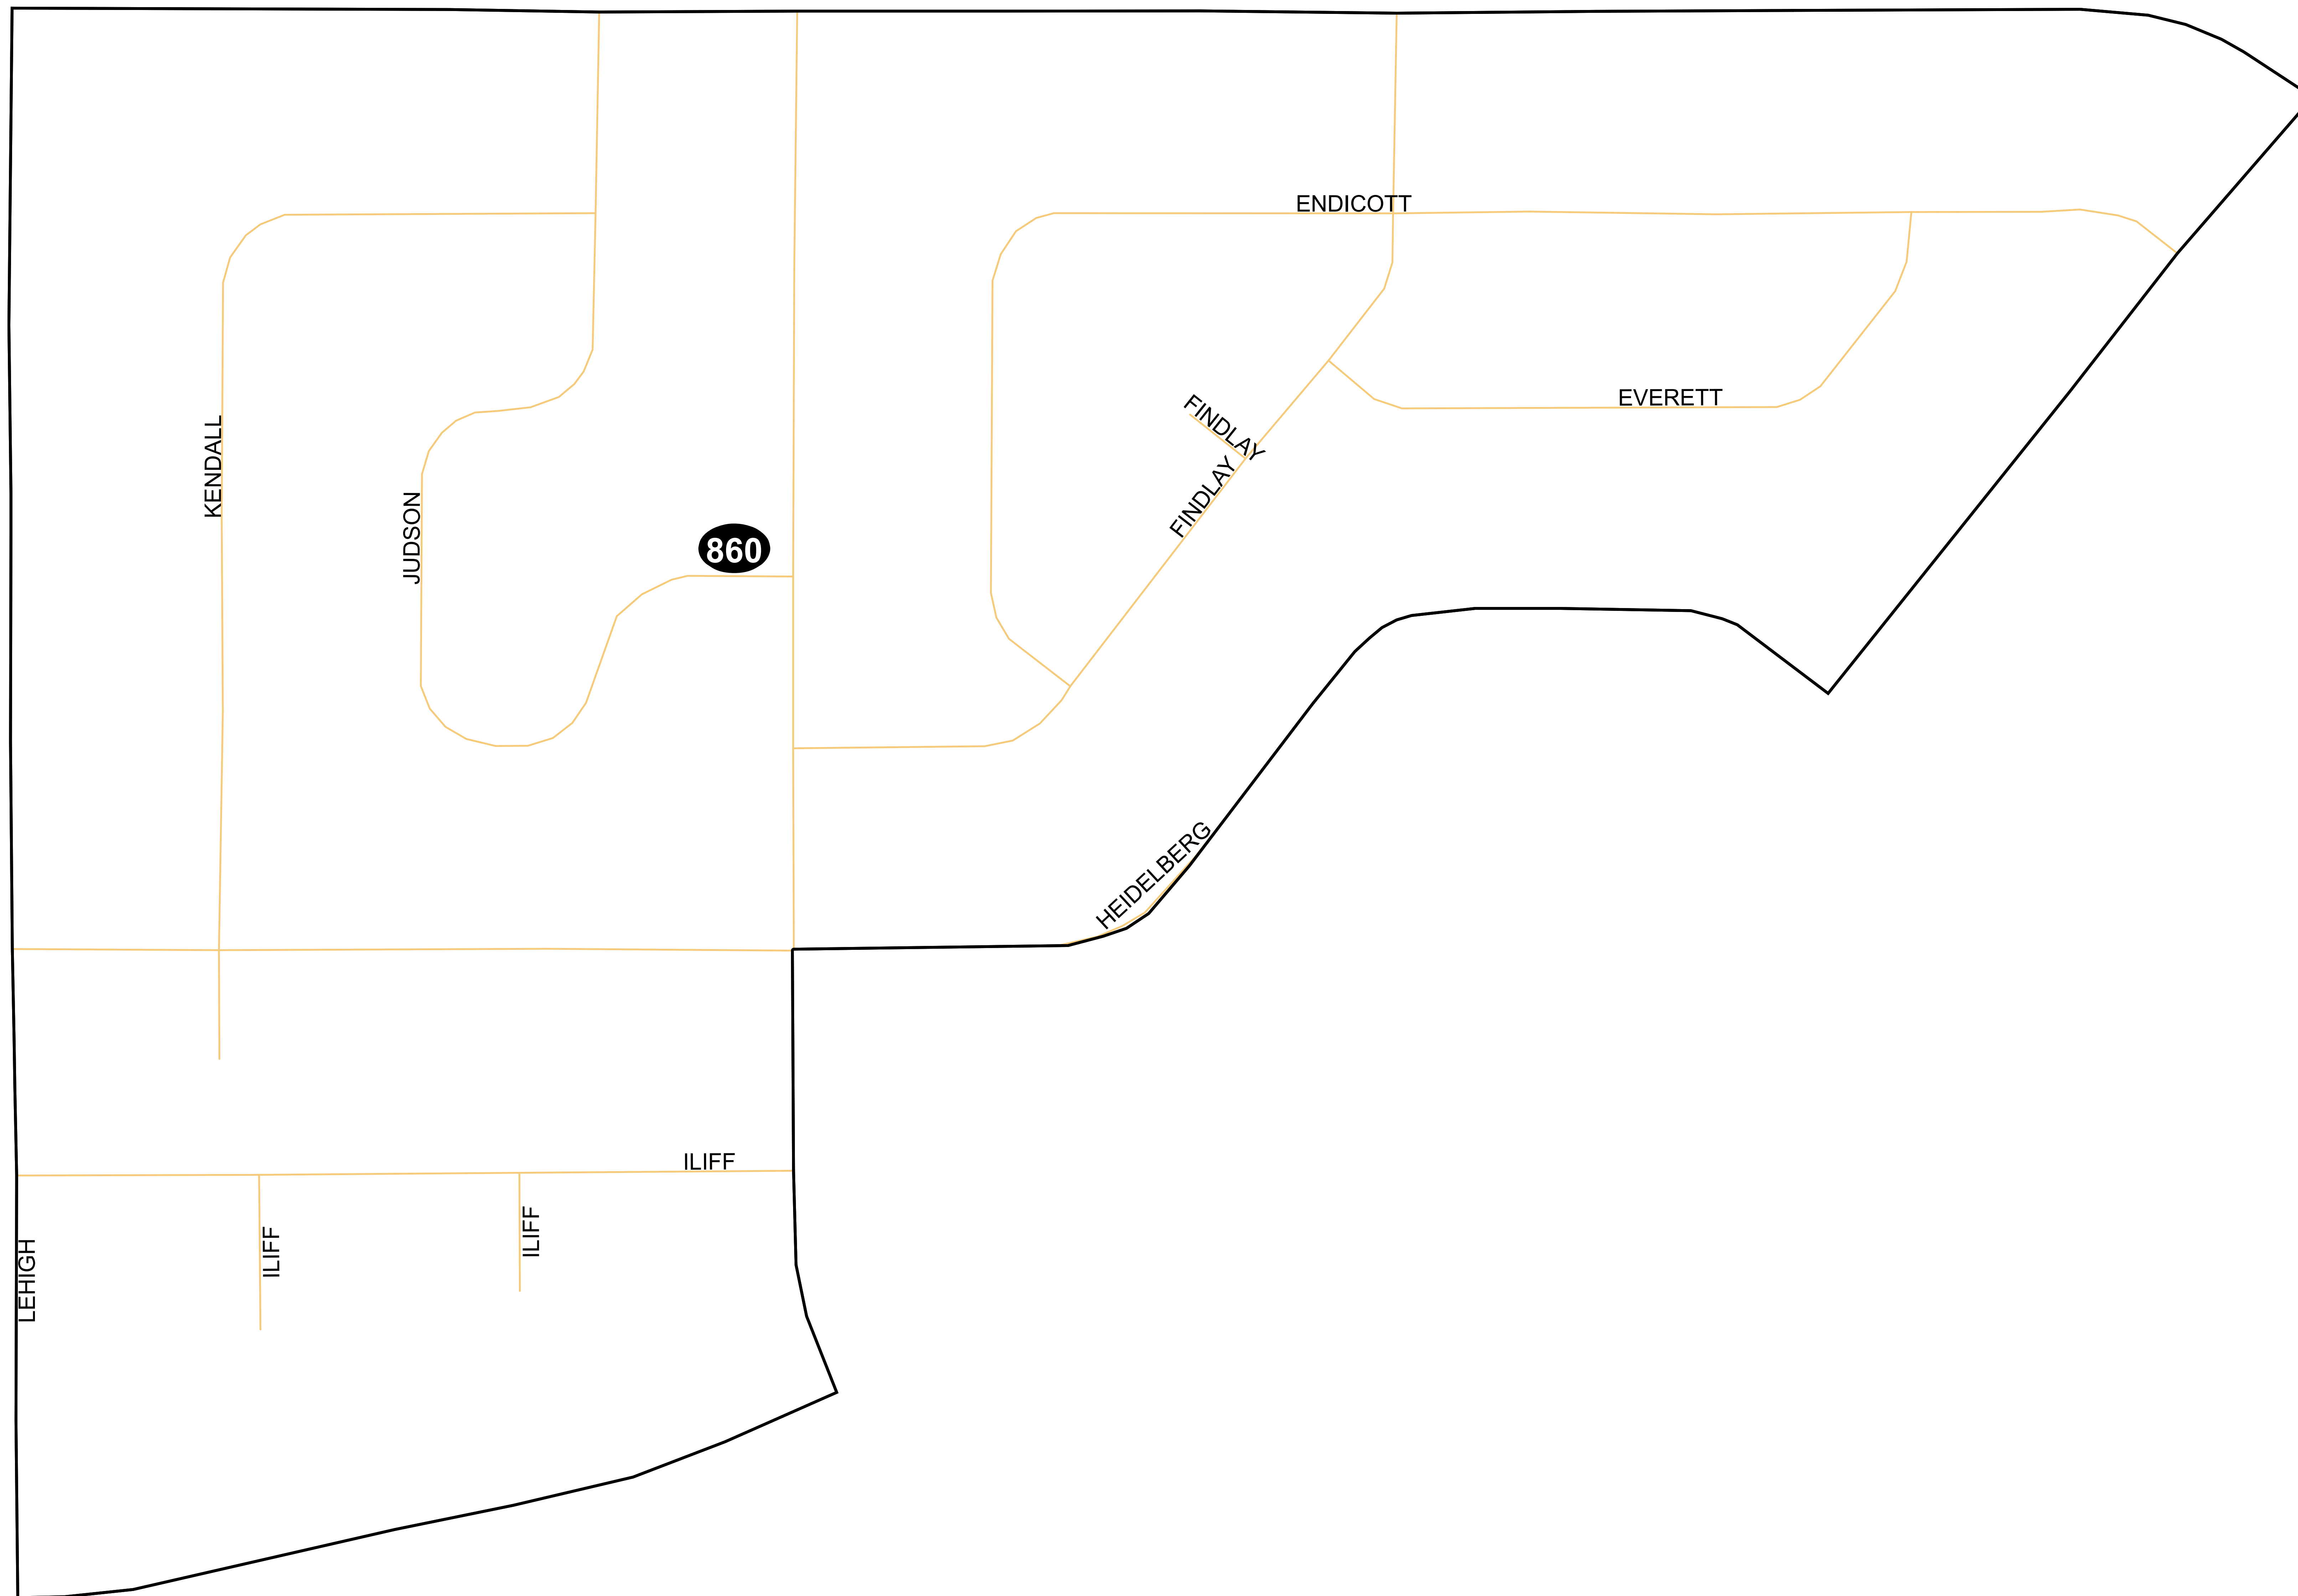 ENDICOTT
EVERETT
FINDLAY
FINDLAY
KENDALL
JUDSON
860
HEIDELBERG
ILIFF
ILIFF
ILIFF
LEHIGH